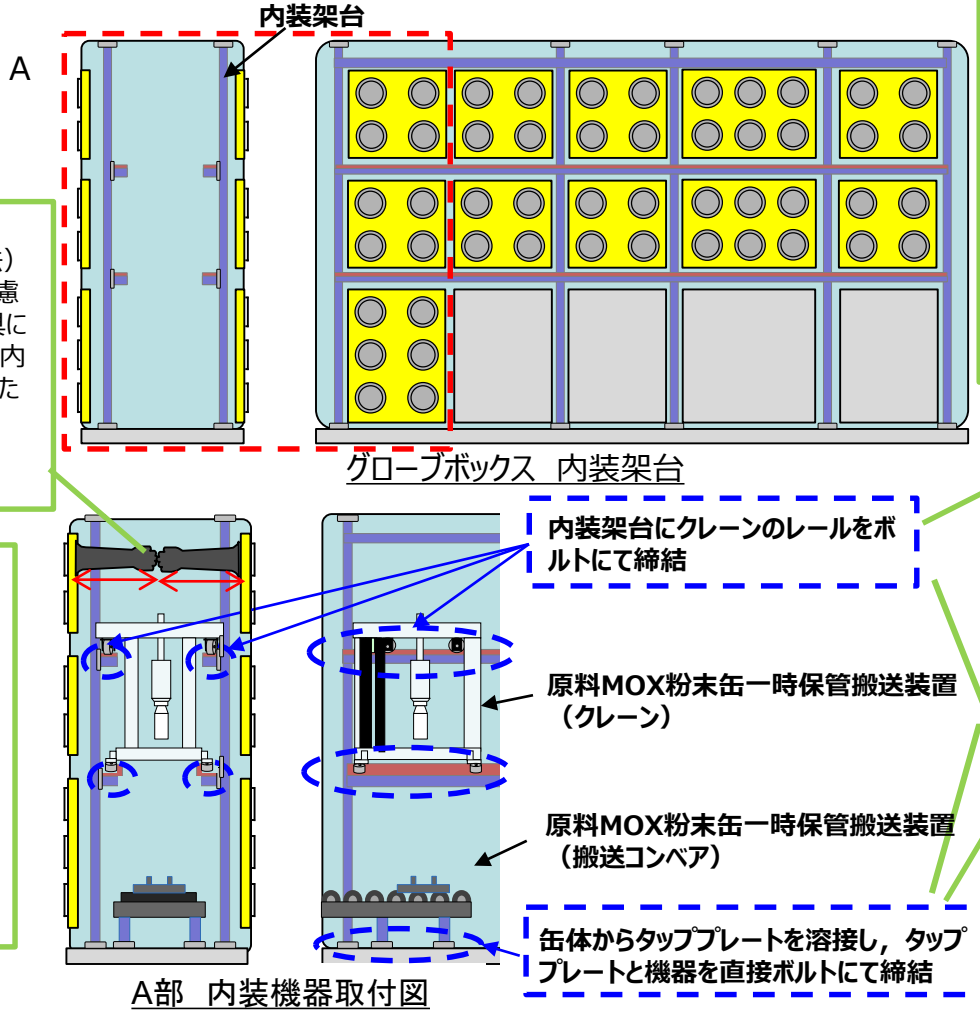 内装架台
A
法)
慮
具に
内
た
グローブボックス 内装架台
内装架台にクレーンのレールをボ
ルトにて締結
原料MOX粉末缶一時保管搬送装置
（クレーン）
原料MOX粉末缶一時保管搬送装置
（搬送コンベア）
缶体からタッププレートを溶接し，タップ
プレートと機器を直接ボルトにて締結
A部 内装機器取付図